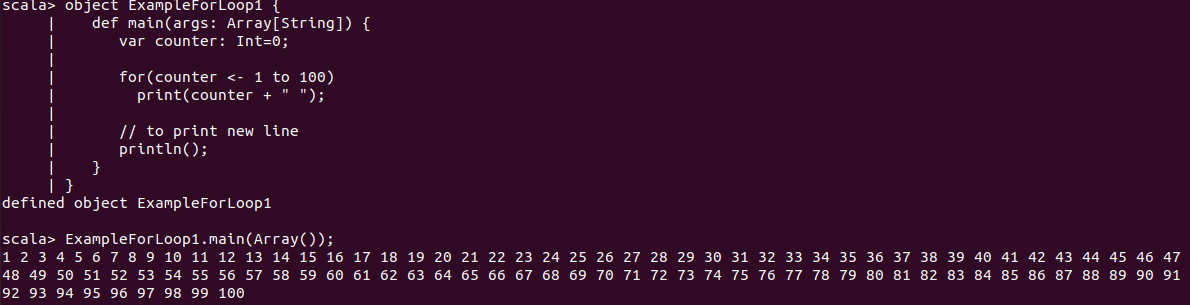 scala> object ExampleForLoop1 {
     |    def main(args: Array[String]) {
     |       var counter: Int=0;
     |
     |       for(counter <- 1 to 100)
     |         print(counter + " ");
     |
     |       // to print new line
     |       println();
     |    }
     | }
defined object ExampleForLoop1

scala> ExampleForLoop1.main(Array());
1 2 3 4 5 6 7 8 9 10 11 12 13 14 15 16 17 18 19 20 21 22 23 24 25 26 27 28 29 30 31 32 33 34 35 36 37 38 39 40 41 42 43 44 45 46 47
48 49 50 51 52 53 54 55 56 57 58 59 60 61 62 63 64 65 66 67 68 69 70 71 72 73 74 75 76 77 78 79 80 81 82 83 84 85 86 87 88 89 90 91
92 93 94 95 96 97 98 99 100